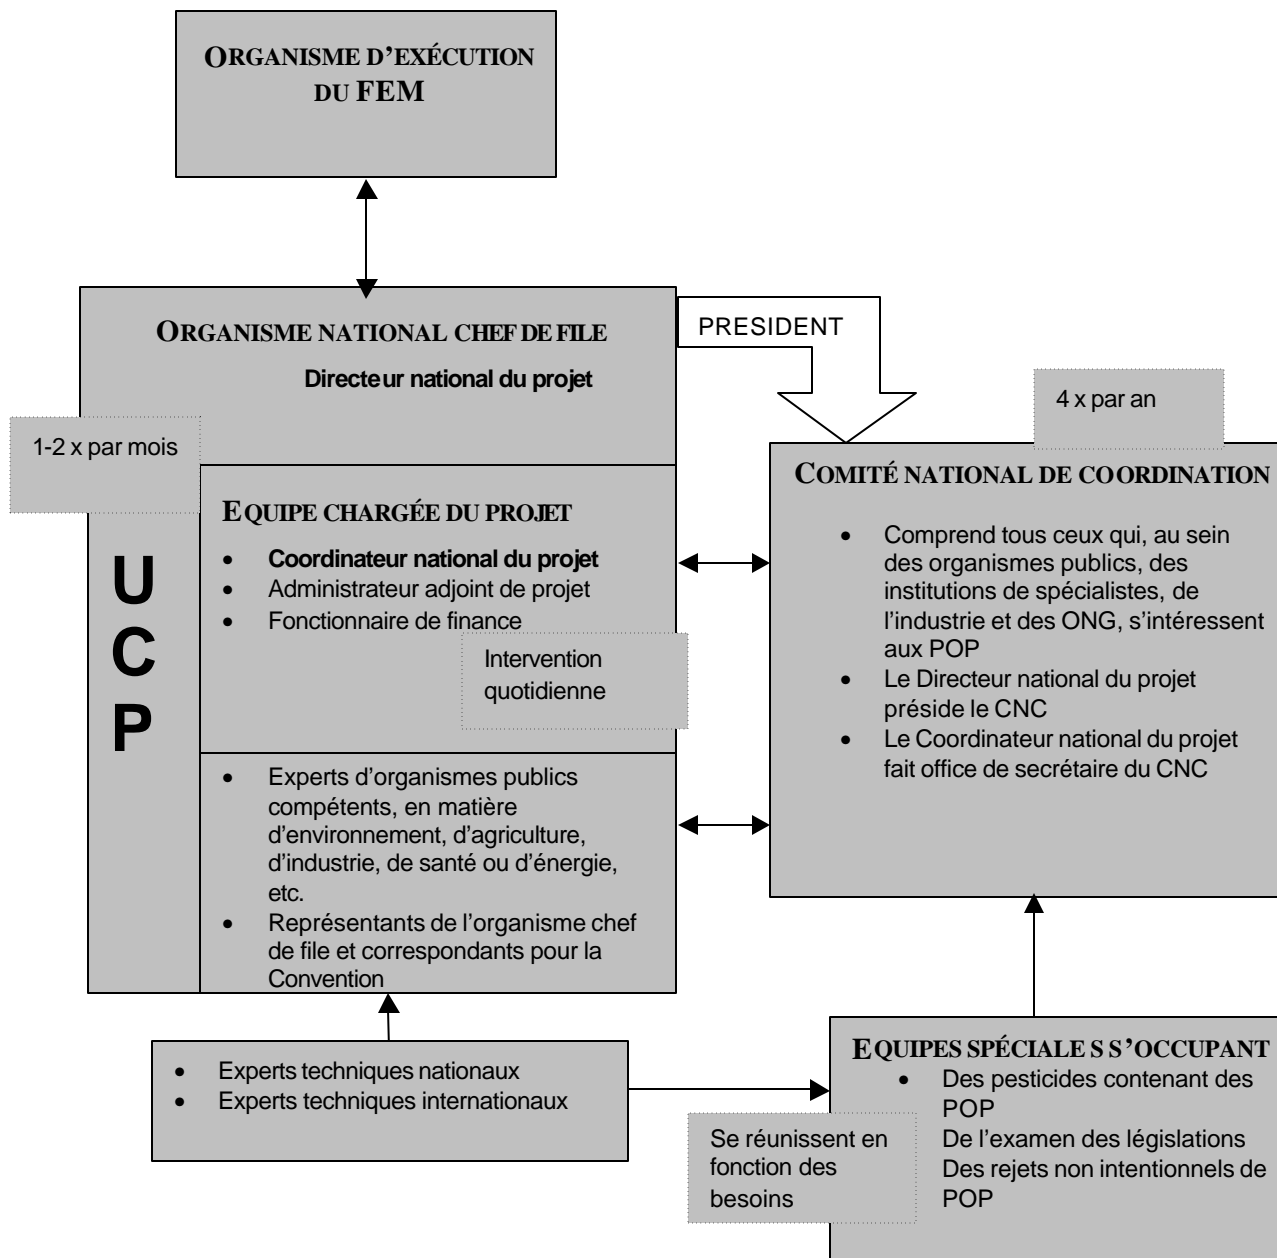 ORGANISME D'EXÉCUTION
DU FEM
ORGANISME NATIONAL CHEF DE FILE
Directeur national du projet
PRESIDENT
1-2 x par mois
4 x par an
UCP
EQUIPE CHARGÉE DU PROJET
• Coordinateur national du projet
• Administrateur adjoint de projet
• Fonctionnaire de finance
Intervention
quotidienne
• Experts d'organismes publics
compétents, en matière
d'environnement, d'agriculture,
d'industrie, de santé ou d'énergie,
etc.
• Représentants de l'organisme chef
de file et correspondants pour la
Convention
COMITÉ NATIONAL DE COORDINATION
• Comprend tous ceux qui, au sein
des organismes publics, des
institutions de spécialistes, de
l'industrie et des ONG, s'intéressent
aux POP
• Le Directeur national du projet
préside le CNC
• Le Coordinateur national du projet
fait office de secrétaire du CNC
• Experts techniques nationaux
• Experts techniques internationaux
EQUIPES SPÉCIALES S'OCCUPANT
• Des pesticides contenant des
POP
De l'examen des législations
Des rejets non intentionnels de
POP
Se réunissent en
fonction des
besoins